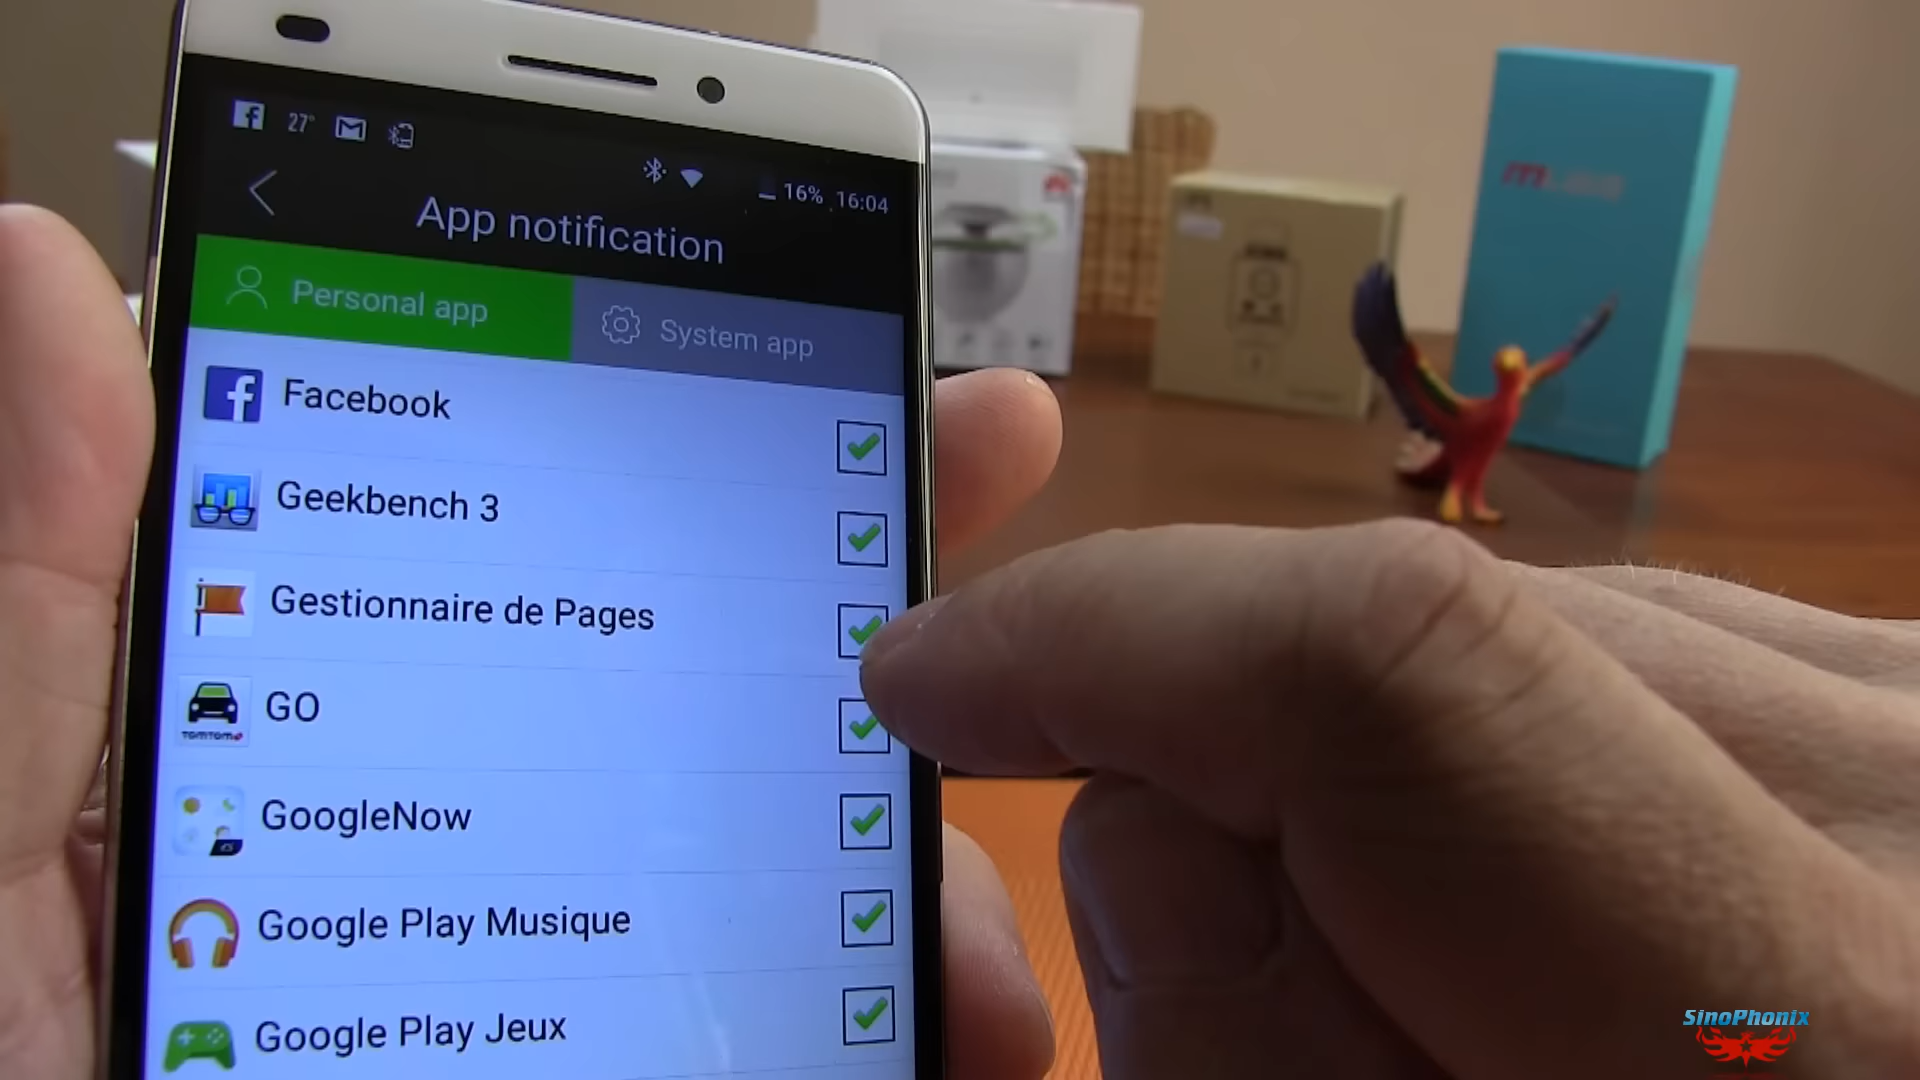 27°
16% 16:04
App notification
Personal app
System app
Facebook
Geekbench 3
Gestionnaire de Pages
GO
TOMTOM
GoogleNow
Google Play Musique
Google Play Jeux
SinoPhonix